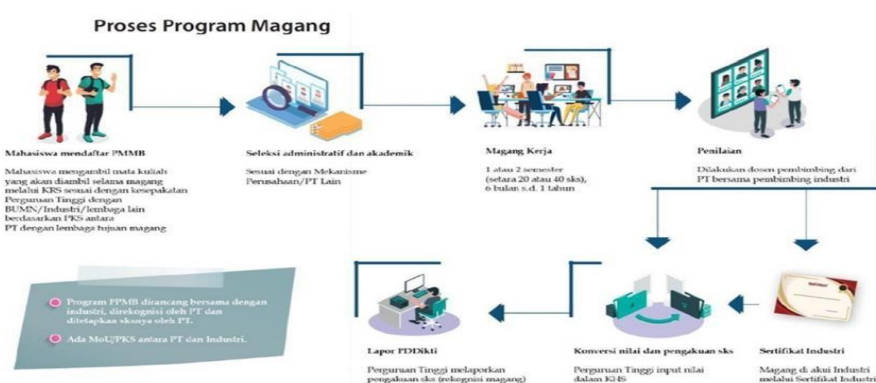 Proses Program Magang
Mahasiswa mendaftar PMMB
Mahasiswa mengambil mata kuliah
yang akan diambil selama magang
melalui KRS sesuai dengan kesepakatan
Perguruan Tinggi dengan
BUMN/Industri/lembaga lain
berdasarkan PKS antara
PT dengan lembaga tujuan magang
Seleksi administratif dan akademik
Sesuai dengan Mekanisme
Perusahaan/PT Lain
Magang Kerja
1 atau 2 semester
(setara 20 atau 40 sks),
6 bulan s.d. 1 tahun
Penilaian
Dilakukan dosen pembimbing dari
PT bersama pembimbing industri
Program PPMB dirancang bersama dengan
industri, direkognisi oleh PT dan
ditetapkan sksnya oleh PT.
Ada MoU/PKS antara PT dan Industri.
Lapor PDDikti
Perguruan Tinggi melaporkan
pengakuan sks (rekognisi magang)
Konversi nilai dan pengakuan sks
Perguruan Tinggi input nilai
dalam KHS
Sertifikat Industri
Magang di akui Industri
melalui Sertifikat Industri